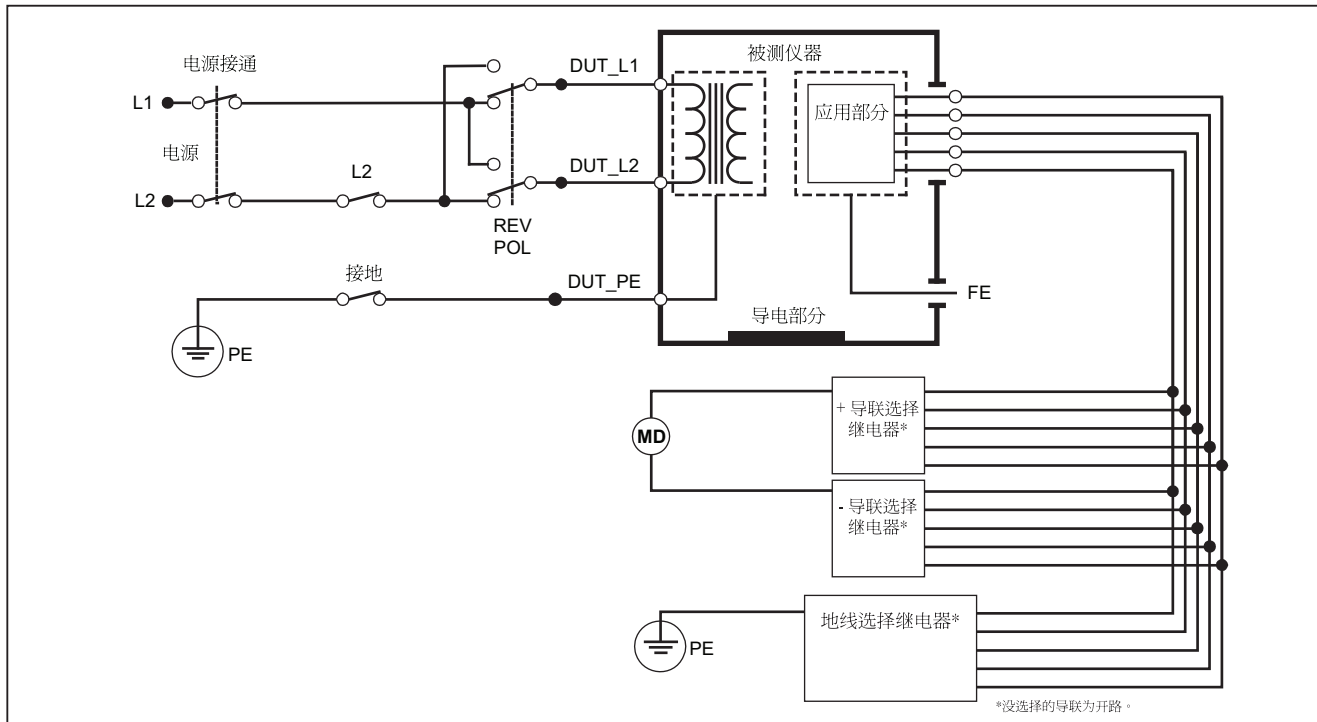 电源接通
DUT_L1
被测仪器
L1
应用部分
电源
L2
DUT_L2
L2
REV
POL
接地
DUT_PE
FE
导电部分
PE
+ 导联选择
继电器*
MD
- 导联选择
继电器*
地线选择继电器*
PE
*没选择的导联为开路。